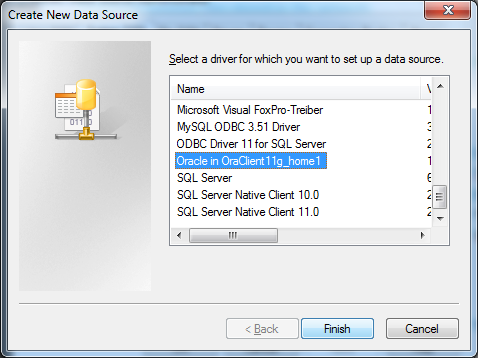 Create New Data Source
Select a driver for which you want to set up a data source.
Name V
Microsoft Visual FoxPro-Treiber 1
MySQL ODBC 3.51 Driver 3
ODBC Driver 11 for SQL Server 2
Oracle in OraClient11g_home1 1
SQL Server 6
SQL Server Native Client 10.0 2
SQL Server Native Client 11.0 2
< Back Finish Cancel